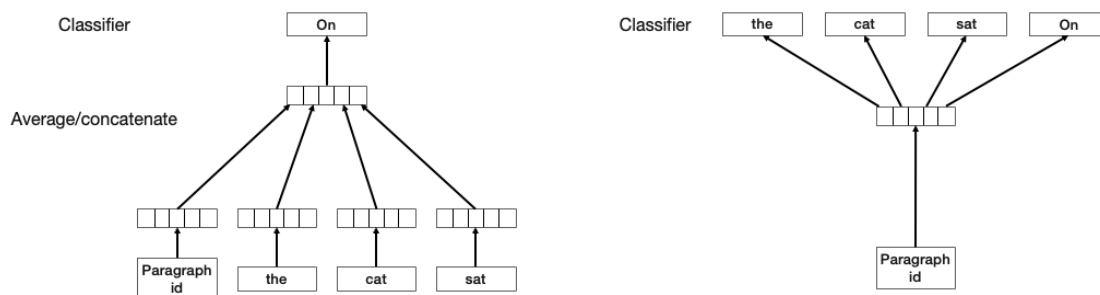 Classifier
On
Average/concatenate
Paragraph
id
the
cat
sat
Classifier
the
cat
sat
On
Paragraph
id